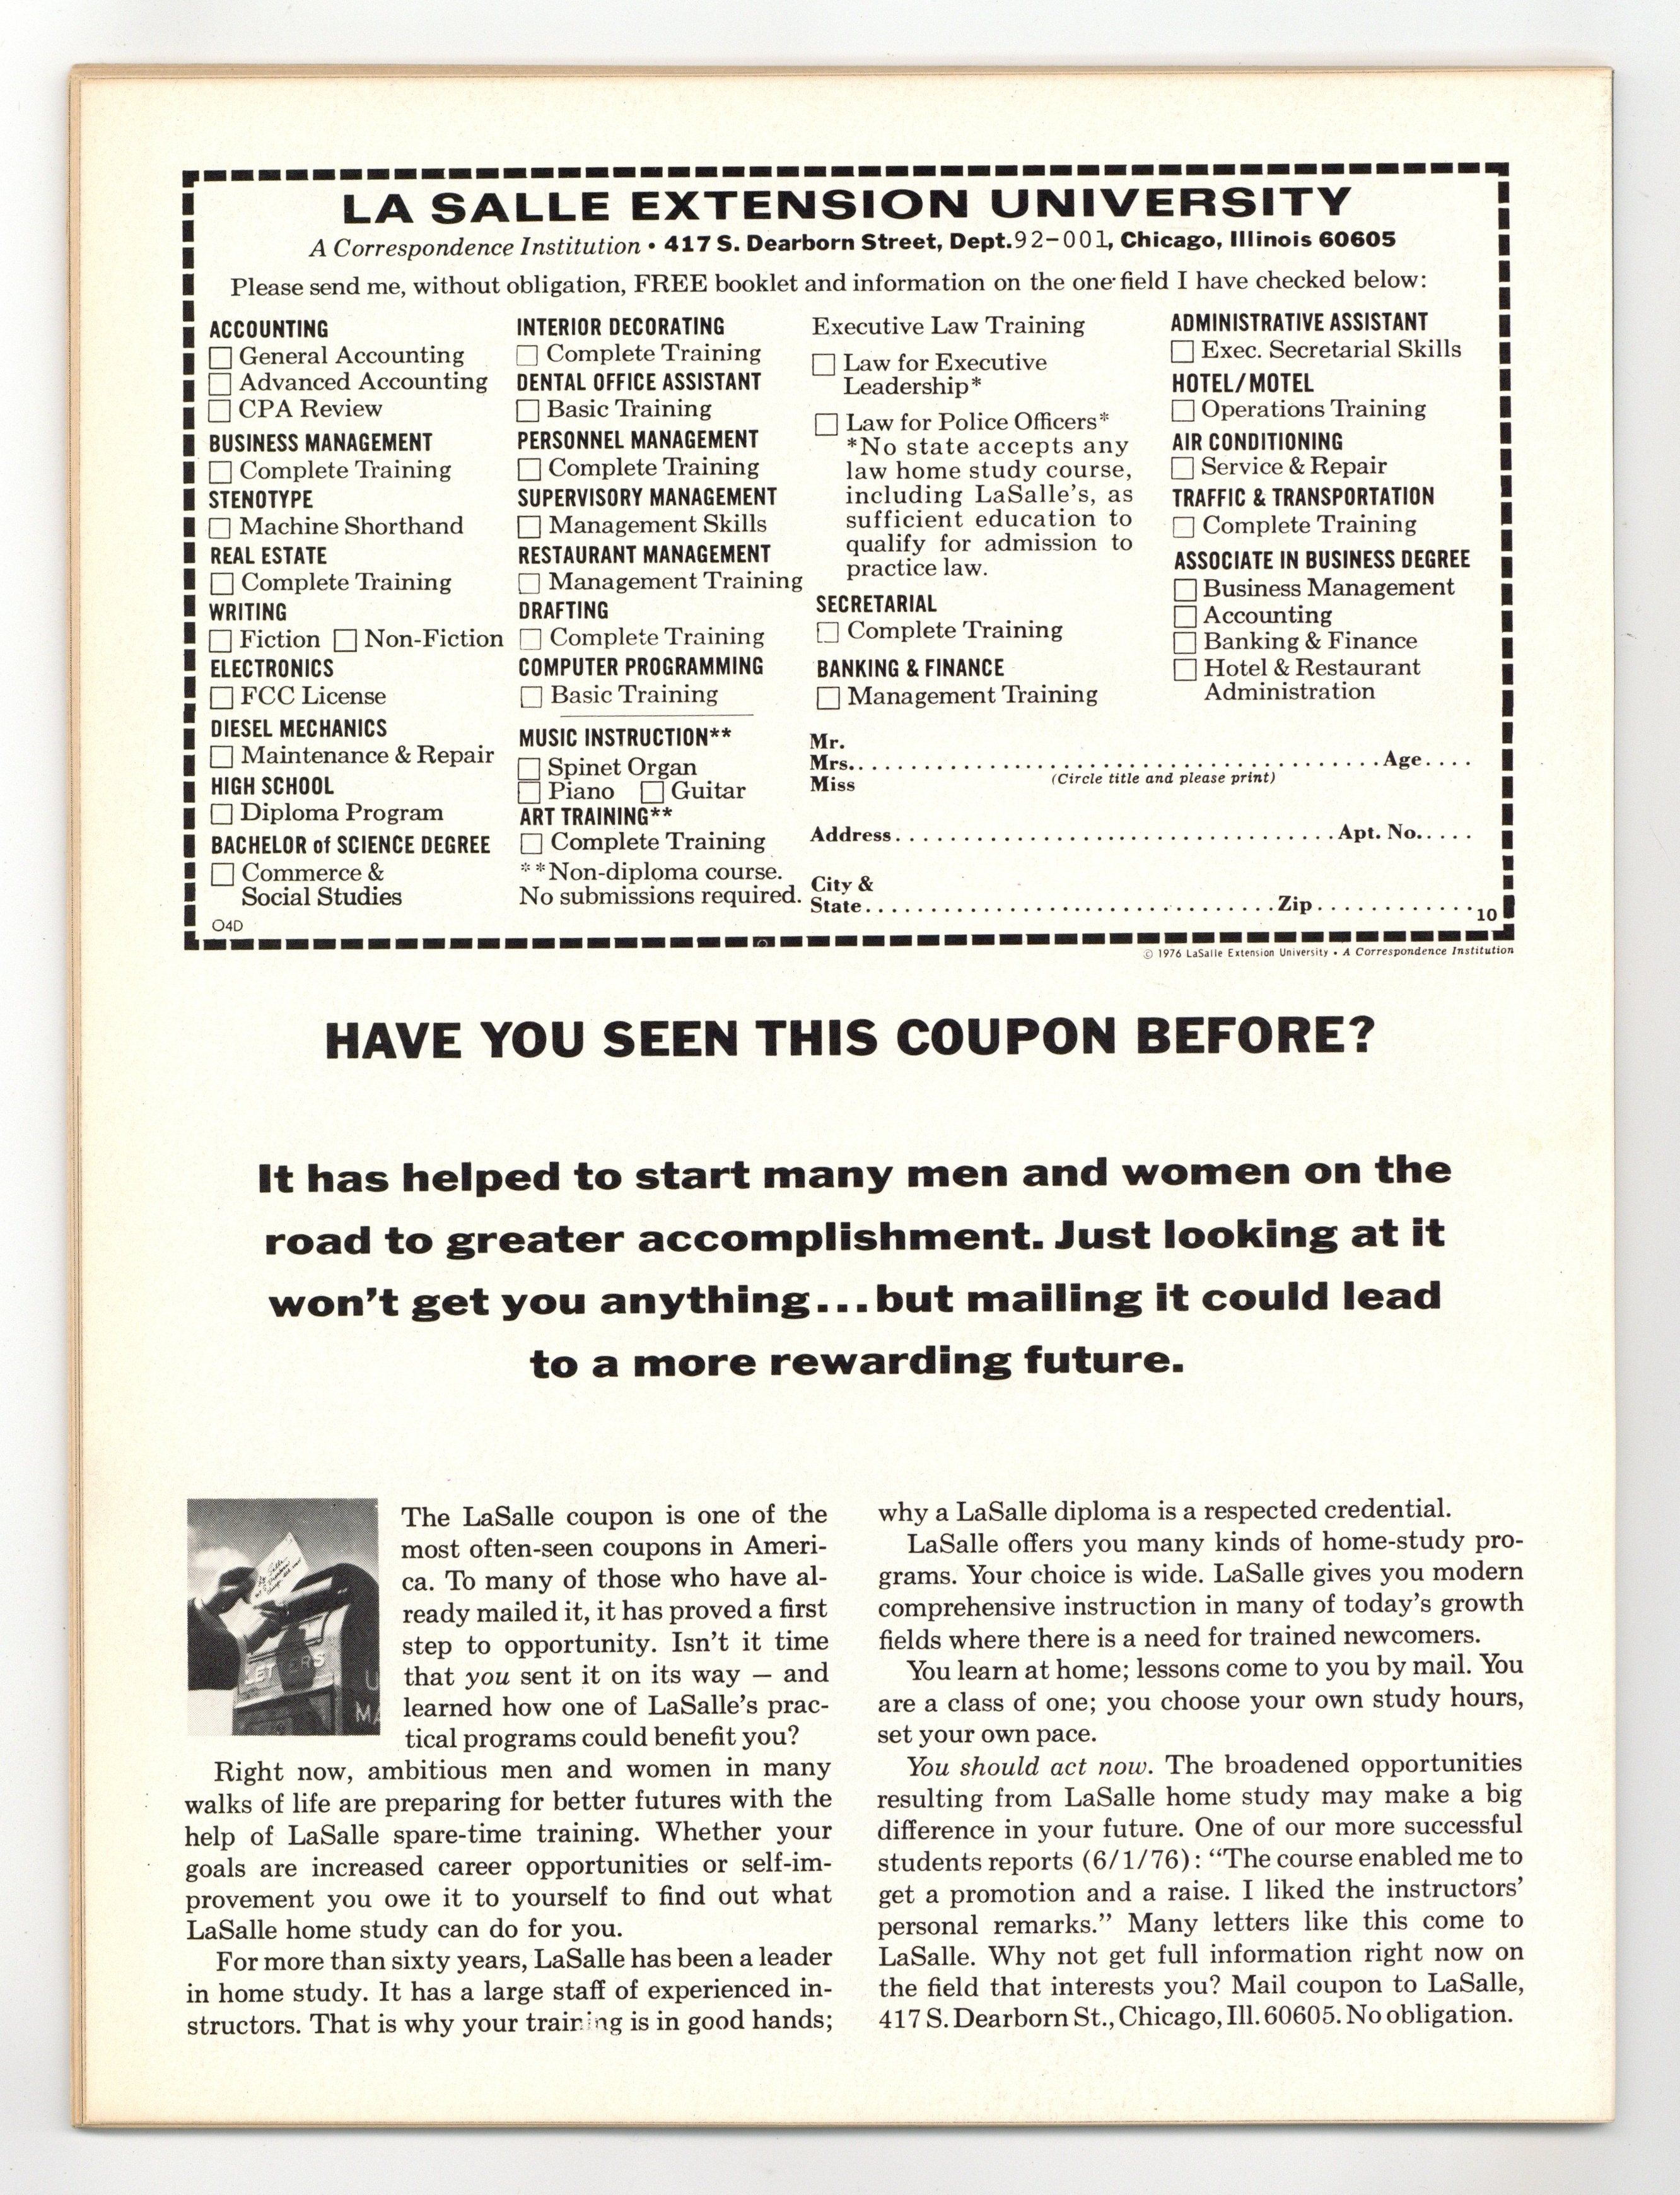 LA SALLE EXTENSION UNIVERSITY
A Correspondence Institution • 417 S. Dearborn Street, Dept.92-001, Chicago, Illinois 60605
Please send me, without obligation, FREE booklet and information on the one field I have checked below:
ACCOUNTING
General Accounting
Advanced Accounting
CPA Review
BUSINESS MANAGEMENT
Complete Training
STENOTYPE
Machine Shorthand
REAL ESTATE
Complete Training
WRITING
Fiction Non-Fiction
ELECTRONICS
FCC License
DIESEL MECHANICS
Maintenance & Repair
HIGH SCHOOL
Diploma Program
BACHELOR of SCIENCE DEGREE
Commerce &
Social Studies
O4D
INTERIOR DECORATING
Complete Training
DENTAL OFFICE ASSISTANT
Basic Training
PERSONNEL MANAGEMENT
Complete Training
SUPERVISORY MANAGEMENT
Management Skills
RESTAURANT MANAGEMENT
Management Training
DRAFTING
Complete Training
COMPUTER PROGRAMMING
Basic Training
MUSIC INSTRUCTION**
Spinet Organ
Piano Guitar
ART TRAINING**
Complete Training
**Non-diploma course.
No submissions required.
Executive Law Training
Law for Executive
Leadership*
Law for Police Officers*
*No state accepts any
law home study course,
including LaSalle's, as
sufficient education to
qualify for admission to
practice law.
SECRETARIAL
Complete Training
BANKING & FINANCE
Management Training
ADMINISTRATIVE ASSISTANT
Exec. Secretarial Skills
HOTEL/MOTEL
Operations Training
AIR CONDITIONING
Service & Repair
TRAFFIC & TRANSPORTATION
Complete Training
ASSOCIATE IN BUSINESS DEGREE
Business Management
Accounting
Banking & Finance
Hotel & Restaurant
Administration
Mr.
Mrs. Age
(Circle title and please print)
Miss
Address Apt. No.
City &
State Zip
10
© 1976 LaSalle Extension University • A Correspondence Institution
HAVE YOU SEEN THIS COUPON BEFORE?
It has helped to start many men and women on the
road to greater accomplishment. Just looking at it
won't get you anything...but mailing it could lead
to a more rewarding future.
LETTERS
U
MA
The LaSalle coupon is one of the
most often-seen coupons in Ameri-
ca. To many of those who have al-
ready mailed it, it has proved a first
step to opportunity. Isn't it time
that you sent it on its way — and
learned how one of LaSalle's prac-
tical programs could benefit you?
Right now, ambitious men and women in many
walks of life are preparing for better futures with the
help of LaSalle spare-time training. Whether your
goals are increased career opportunities or self-im-
provement you owe it to yourself to find out what
LaSalle home study can do for you.
For more than sixty years, LaSalle has been a leader
in home study. It has a large staff of experienced in-
structors. That is why your training is in good hands;
why a LaSalle diploma is a respected credential.
LaSalle offers you many kinds of home-study pro-
grams. Your choice is wide. LaSalle gives you modern
comprehensive instruction in many of today's growth
fields where there is a need for trained newcomers.
You learn at home; lessons come to you by mail. You
are a class of one; you choose your own study hours,
set your own pace.
You should act now. The broadened opportunities
resulting from LaSalle home study may make a big
difference in your future. One of our more successful
students reports (6/1/76): "The course enabled me to
get a promotion and a raise. I liked the instructors'
personal remarks." Many letters like this come to
LaSalle. Why not get full information right now on
the field that interests you? Mail coupon to LaSalle,
417 S. Dearborn St., Chicago, Ill. 60605. No obligation.